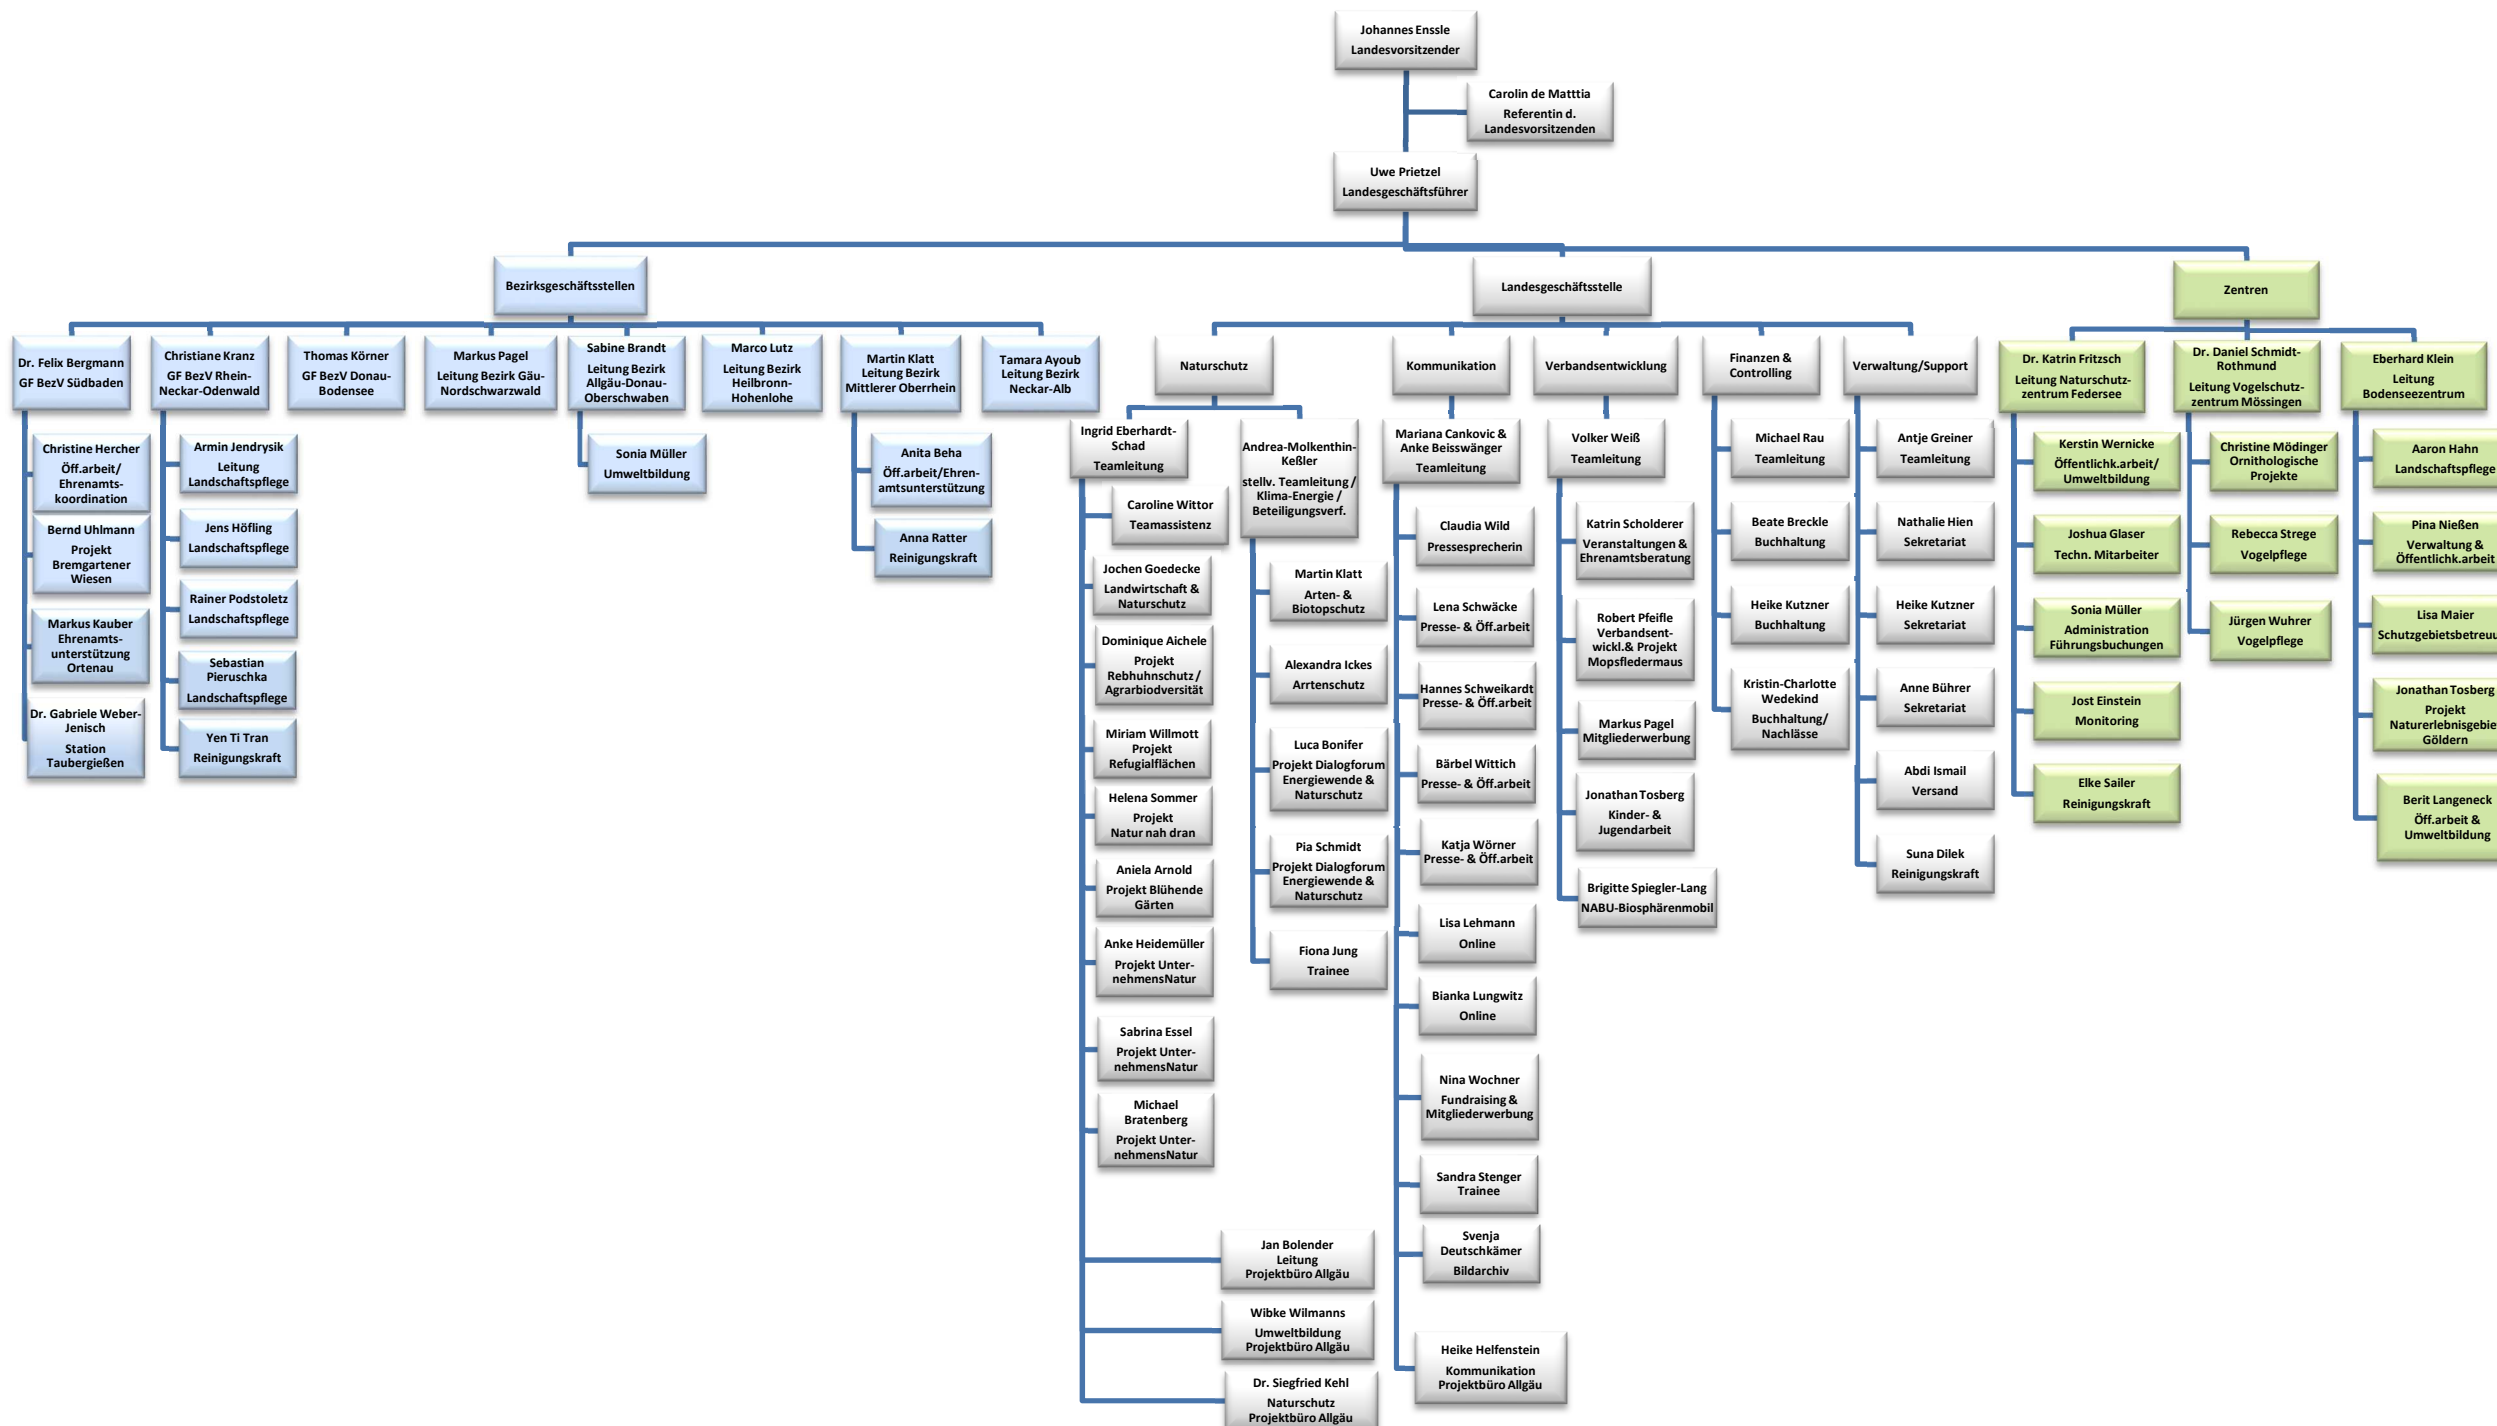 Johannes Enssle
Landesvorsitzender
Carolin de Matttia
Referentin d.
Landesvorsitzenden
Uwe Prietzel
Landesgeschäftsführer
Bezirksgeschäftsstellen
Landesgeschäftsstelle
Zentren
Dr. Felix Bergmann
GF BezV Südbaden
Christiane Kranz
GF BezV Rhein-
Neckar-Odenwald
Thomas Körner
GF BezV Donau-
Bodensee
Markus Pagel
Leitung Bezirk Gäu-
Nordschwarzwald
Sabine Brandt
Leitung Bezirk
Allgäu-Donau-
Oberschwaben
Marco Lutz
Leitung Bezirk
Heilbronn-
Hohenlohe
Martin Klatt
Leitung Bezirk
Mittlerer Oberrhein
Tamara Ayoub
Leitung Bezirk
Neckar-Alb
Naturschutz
Kommunikation
Verbandsentwicklung
Finanzen &
Controlling
Verwaltung/Support
Dr. Katrin Fritzsch
Leitung Naturschutz-
zentrum Federsee
Dr. Daniel Schmidt-
Rothmund
Leitung Vogelschutz-
zentrum Mössingen
Eberhard Klein
Leitung
Bodenseezentrum
Christine Hercher
Öff.arbeit/
Ehrenamts-
koordination
Bernd Uhlmann
Projekt
Bremgartener
Wiesen
Markus Kauber
Ehrenamts-
unterstützung
Ortenau
Dr. Gabriele Weber-
Jenisch
Station
Taubergießen
Armin Jendrysik
Leitung
Landschaftspflege
Jens Höfling
Landschaftspflege
Rainer Podstoletz
Landschaftspflege
Sebastian
Pieruschka
Landschaftspflege
Yen Ti Tran
Reinigungskraft
Sonia Müller
Umweltbildung
Anita Beha
Öff.arbeit/Ehren-
amtsunterstützung
Anna Ratter
Reinigungskraft
Ingrid Eberhardt-
Schad
Teamleitung
Caroline Wittor
Teamassistenz
Jochen Goedecke
Landwirtschaft &
Naturschutz
Dominique Aichele
Projekt
Rebhuhnschutz /
Agrarbiodversität
Miriam Willmott
Projekt
Refugialflächen
Helena Sommer
Projekt
Natur nah dran
Aniela Arnold
Projekt Blühende
Gärten
Anke Heidemüller
Projekt Unter-
nehmensNatur
Sabrina Essel
Projekt Unter-
nehmensNatur
Michael
Bratenberg
Projekt Unter-
nehmensNatur
Jan Bolender
Leitung
Projektbüro Allgäu
Wibke Wilmanns
Umweltbildung
Projektbüro Allgäu
Dr. Siegfried Kehl
Naturschutz
Projektbüro Allgäu
Andrea-Molkenthin-
Keßler
stellv. Teamleitung /
Klima-Energie /
Beteiligungsverf.
Martin Klatt
Arten- &
Biotopschutz
Alexandra Ickes
Arrtenschutz
Luca Bonifer
Projekt Dialogforum
Energiewende &
Naturschutz
Pia Schmidt
Projekt Dialogforum
Energiewende &
Naturschutz
Fiona Jung
Trainee
Mariana Cankovic &
Anke Beisswänger
Teamleitung
Claudia Wild
Pressesprecherin
Lena Schwäcke
Presse- & Öff.arbeit
Hannes Schweikardt
Presse- & Öff.arbeit
Bärbel Wittich
Presse- & Öff.arbeit
Katja Wörner
Presse- & Öff.arbeit
Lisa Lehmann
Online
Bianka Lungwitz
Online
Nina Wochner
Fundraising &
Mitgliederwerbung
Sandra Stenger
Trainee
Svenja
Deutschkämer
Bildarchiv
Heike Helfenstein
Kommunikation
Projektbüro Allgäu
Volker Weiß
Teamleitung
Katrin Scholderer
Veranstaltungen &
Ehrenamtsberatung
Robert Pfeifle
Verbandsent-
wickl.& Projekt
Mopsfledermaus
Markus Pagel
Mitgliederwerbung
Jonathan Tosberg
Kinder- &
Jugendarbeit
Brigitte Spiegler-Lang
NABU-Biosphärenmobil
Michael Rau
Teamleitung
Beate Breckle
Buchhaltung
Heike Kutzner
Buchhaltung
Kristin-Charlotte
Wedekind
Buchhaltung/
Nachlässe
Antje Greiner
Teamleitung
Nathalie Hien
Sekretariat
Heike Kutzner
Sekretariat
Anne Bührer
Sekretariat
Abdi Ismail
Versand
Suna Dilek
Reinigungskraft
Kerstin Wernicke
Öffentlichk.arbeit/
Umweltbildung
Joshua Glaser
Techn. Mitarbeiter
Sonia Müller
Administration
Führungsbuchungen
Jost Einstein
Monitoring
Elke Sailer
Reinigungskraft
Christine Mödinger
Ornithologische
Projekte
Rebecca Strege
Vogelpflege
Jürgen Wuhrer
Vogelpflege
Aaron Hahn
Landschaftspflege
Pina Nießen
Verwaltung &
Öffentlichk.arbeit
Lisa Maier
Schutzgebietsbetreuu
Jonathan Tosberg
Projekt
Naturerlebnisgebie
Göldern
Berit Langeneck
Öff.arbeit &
Umweltbildung